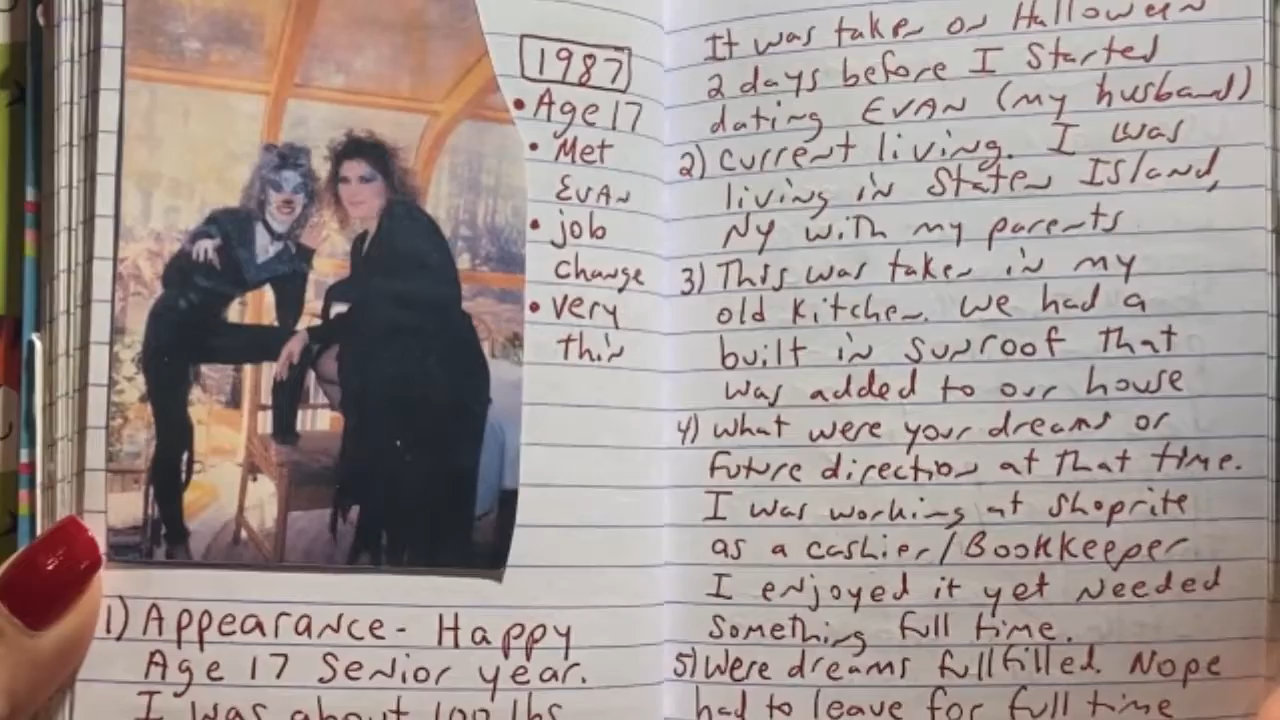 1987
• Age 17
• Met
EVAN
• job
change
• very
thin
1) Appearance - Happy
Age 17 Senior year.
I was about 100 lbs
It was taken on Halloween
2 days before I started
dating EVAN (my husband)
2) Current living. I was
living in Staten Island,
Ny with my parents
3) This was taken in my
old kitchen. we had a
built in sunroof that
was added to our house
4) What were your dreams or
future direction at that time.
I was working at shoprite
as a cashier/Bookkeeper
I enjoyed it yet needed
something full time.
5) Were dreams fullfilled. Nope
had to leave for full time